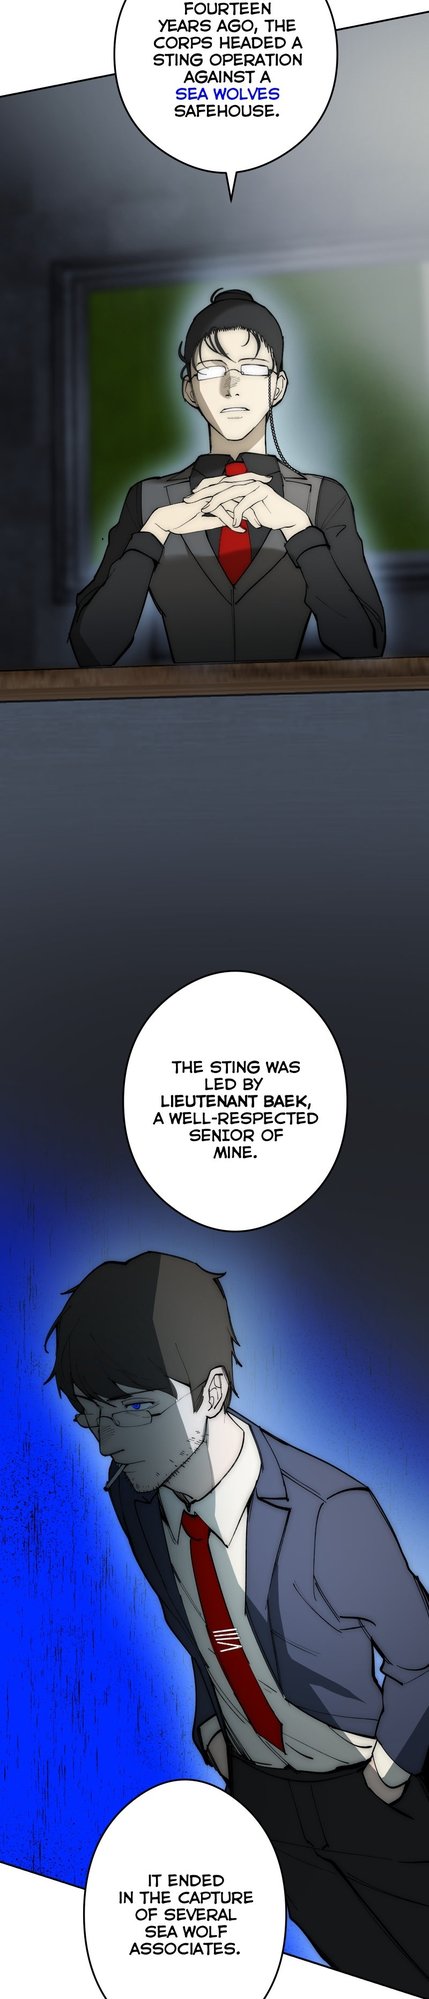 FOURTEEN
YEARS AGO, THE
CORPS HEADED A
STING OPERATION
AGAINST A
SEA WOLVES
SAFEHOUSE.
THE STING WAS
LED BY
LIEUTENANT BAEK,
A WELL-RESPECTED
SENIOR OF
MINE.
IT ENDED
IN THE CAPTURE
OF SEVERAL
SEA WOLF
ASSOCIATES.